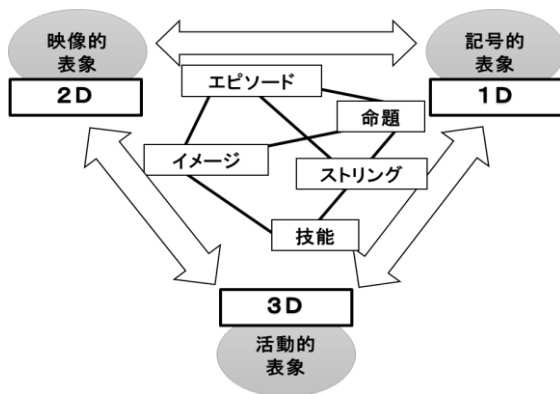 映像的
表象
2D
記号的
表象
1D
エピソード
命題
イメージ
ストリング
技能
3D
活動的
表象